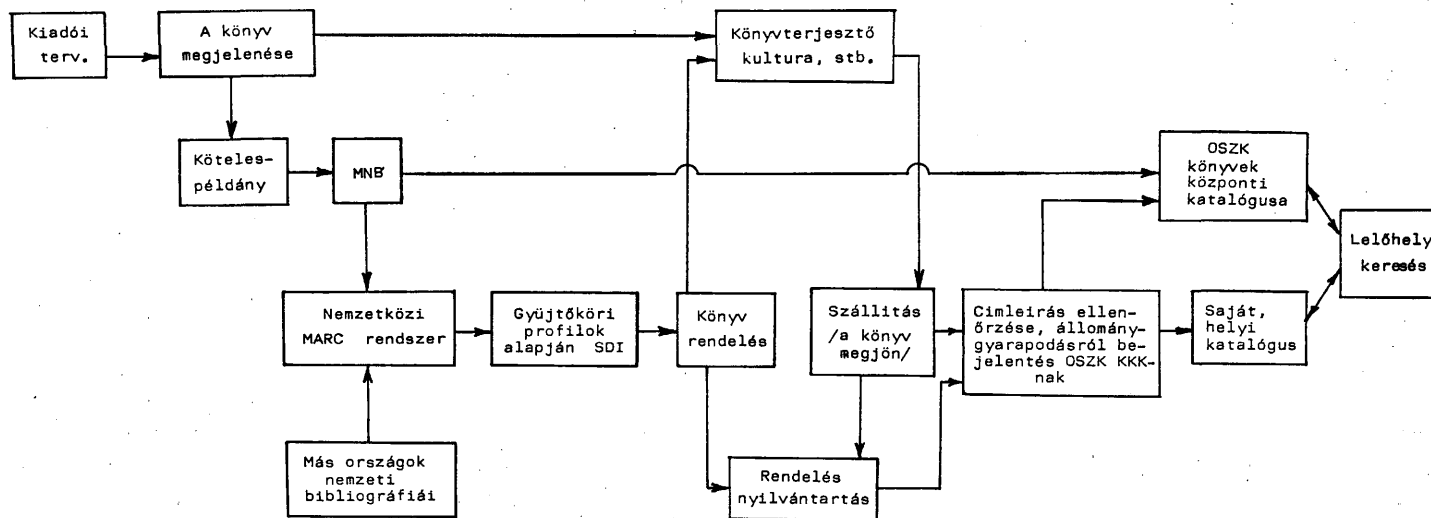 Kiadói
terv.
A könyv
megjelenése
Könyvterjesztő
kultura, stb.
Köteles-
példány
MNB
OSZK
könyvek
központi
katalógusa
Lelőhely
keresés
Nemzetközi
MARC rendszer
Gyüjtőköri
profilok
alapján SDI
Könyv
rendelés
Szállitás
/a könyv
megjön/
Cimleirás ellen-
őrzése, állomány-
gyarapodásról be-
jelentés OSZK KKK-
nak
Saját,
helyi
katalógus
Más országok
nemzeti
bibliográfiái
Rendelés
nyilvántartás